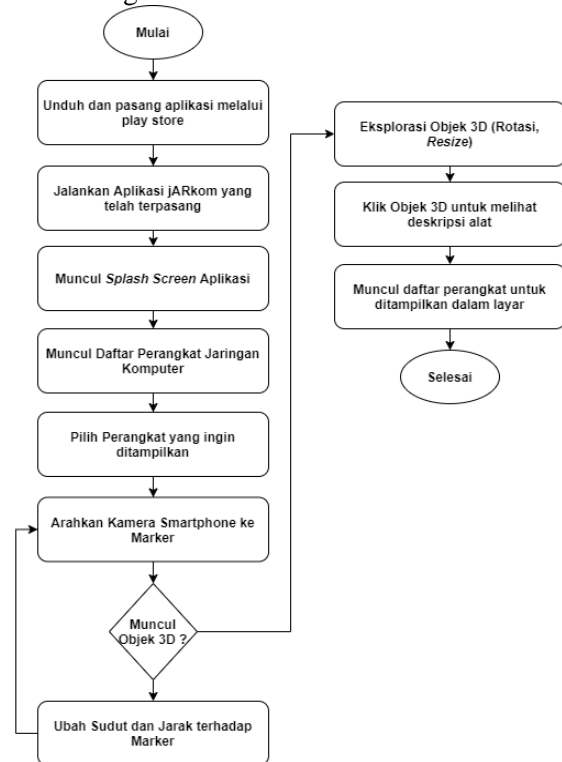 Mulai
Unduh dan pasang aplikasi melalui
play store
Jalankan Aplikasi jARkom yang
telah terpasang
Muncul Splash Screen Aplikasi
Muncul Daftar Perangkat Jaringan
Komputer
Pilih Perangkat yang ingin
ditampilkan
Arahkan Kamera Smartphone ke
Marker
Muncul
Objek 3D ?
Ubah Sudut dan Jarak terhadap
Marker
Eksplorasi Objek 3D (Rotasi,
Resize)
Klik Objek 3D untuk melihat
deskripsi alat
Muncul daftar perangkat untuk
ditampilkan dalam layar
Selesai